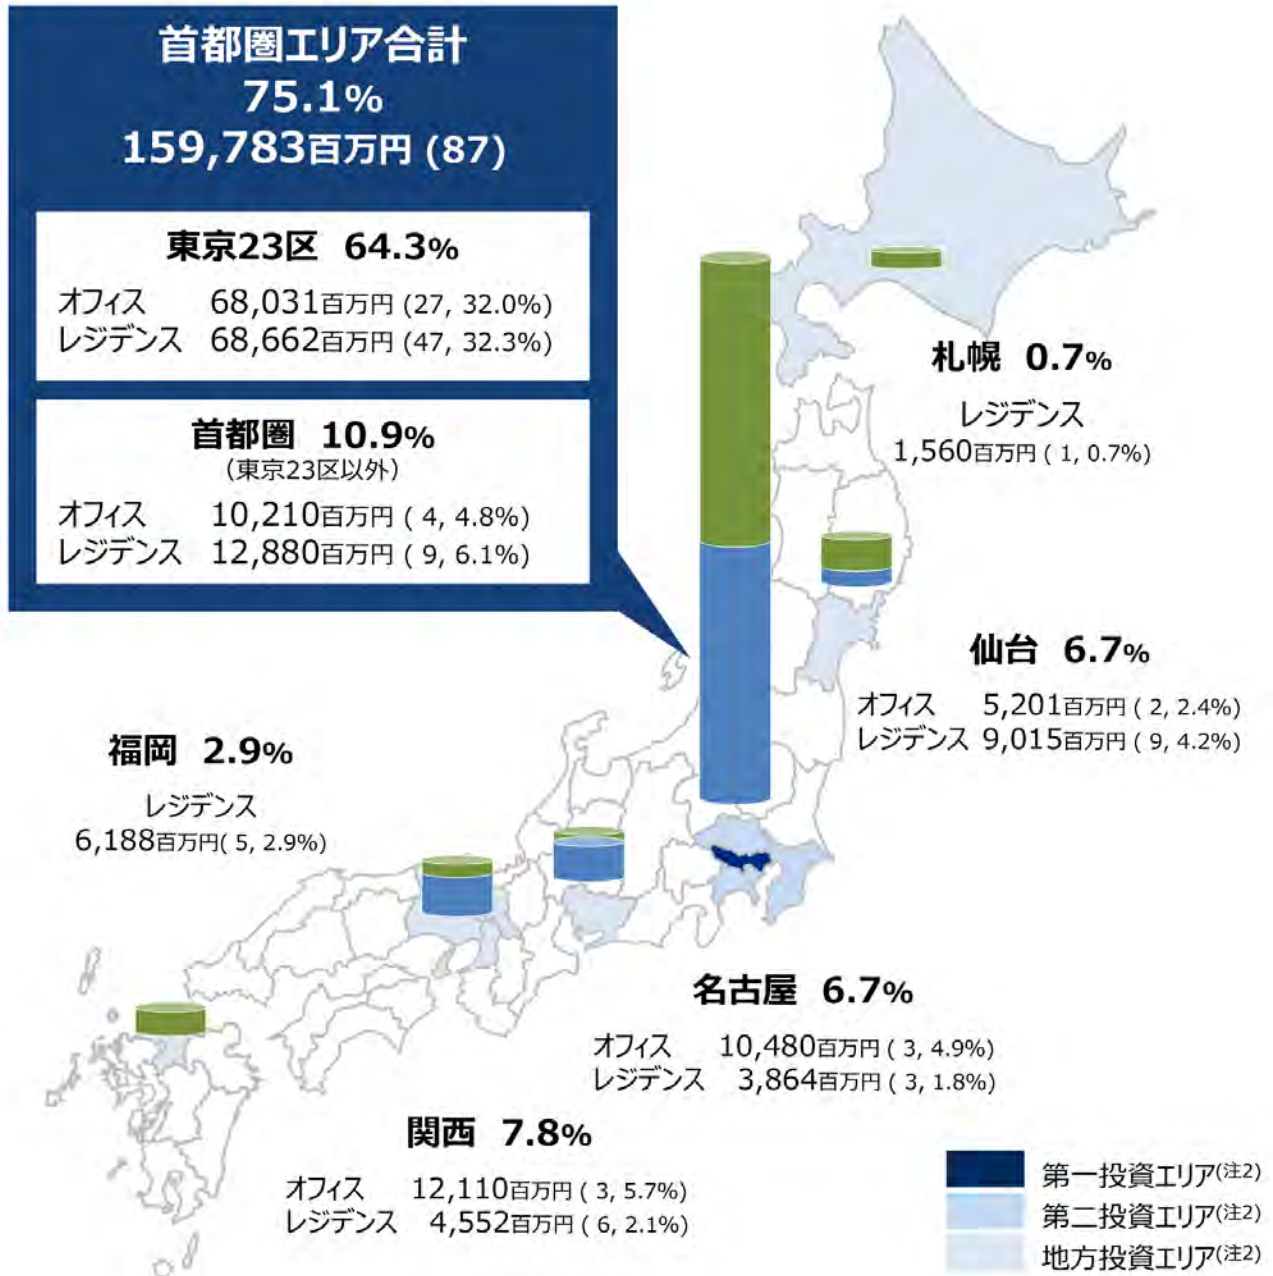 首都圏エリア合計
75.1%
159,783百万円 (87)
東京23区 64.3%
オフィス 68,031百万円 (27, 32.0%)
レジデンス 68,662百万円 (47, 32.3%)
首都圏 10.9%
（東京23区以外）
オフィス 10,210百万円 ( 4, 4.8%)
レジデンス 12,880百万円 ( 9, 6.1%)
札幌 0.7%
レジデンス
1,560百万円 ( 1, 0.7%)
仙台 6.7%
オフィス 5,201百万円 ( 2, 2.4%)
レジデンス 9,015百万円 ( 9, 4.2%)
福岡 2.9%
レジデンス
6,188百万円( 5, 2.9%)
名古屋 6.7%
オフィス 10,480百万円 ( 3, 4.9%)
レジデンス 3,864百万円 ( 3, 1.8%)
関西 7.8%
オフィス 12,110百万円 ( 3, 5.7%)
レジデンス 4,552百万円 ( 6, 2.1%)
第一投資エリア(注2)
第二投資エリア(注2)
地方投資エリア(注2)